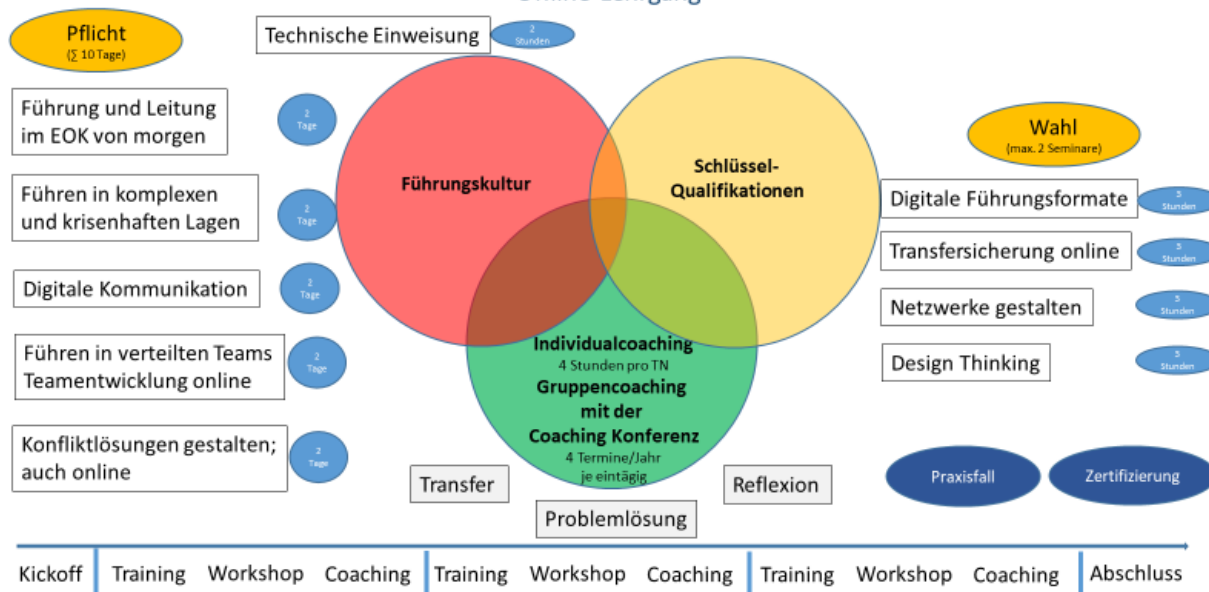 Online-Lehrgang
Pflicht
(∑ 10 Tage)
Technische Einweisung
2
Stunden
Führung und Leitung
im EOK von morgen
2
Tage
Führen in komplexen
und krisenhaften Lagen
2
Tage
Digitale Kommunikation
2
Tage
Führen in verteilten Teams
Teamentwicklung online
2
Tage
Konfliktlösungen gestalten;
auch online
2
Tage
Führungskultur
Schlüssel-
Qualifikationen
Individualcoaching
4 Stunden pro TN
Gruppencoaching
mit der
Coaching Konferenz
4 Termine/Jahr
je eintägig
Transfer
Problemlösung
Reflexion
Wahl
(max. 2 Seminare)
Digitale Führungsformate
3
Stunden
Transfersicherung online
3
Stunden
Netzwerke gestalten
3
Stunden
Design Thinking
3
Stunden
Praxisfall
Zertifizierung
Kickoff
Training
Workshop
Coaching
Training
Workshop
Coaching
Training
Workshop
Coaching
Abschluss